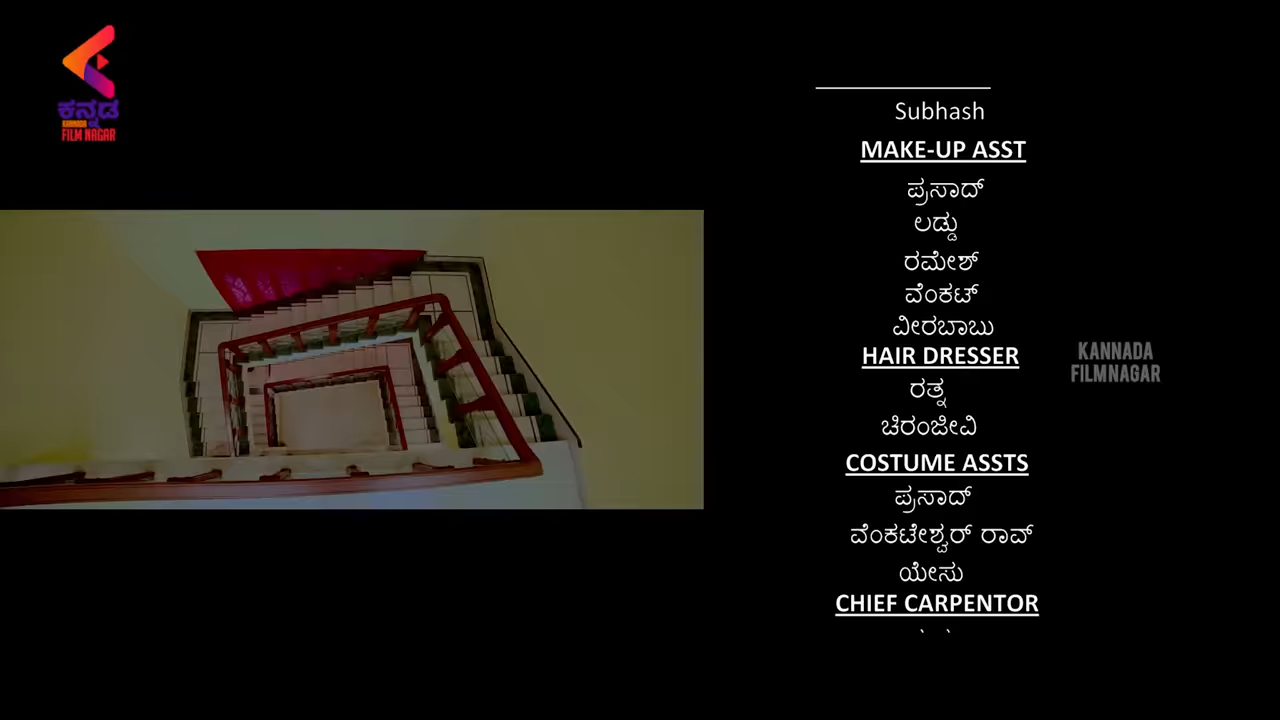 ಕನ್ನಡ
KANNADA
FILM NAGAR
Subhash
MAKE-UP ASST
ಪ್ರಸಾದ್
ಲಡ್ಡು
ರಮೇಶ್
ವೆಂಕಟ್
ವೀರಬಾಬು
HAIR DRESSER
ರತ್ನ
ಚಿರಂಜೀವಿ
COSTUME ASSTS
ಪ್ರಸಾದ್
ವೆಂಕಟೇಶ್ವರ್ ರಾವ್
ಯೇಸು
CHIEF CARPENTOR
KANNADA
FILMNAGAR